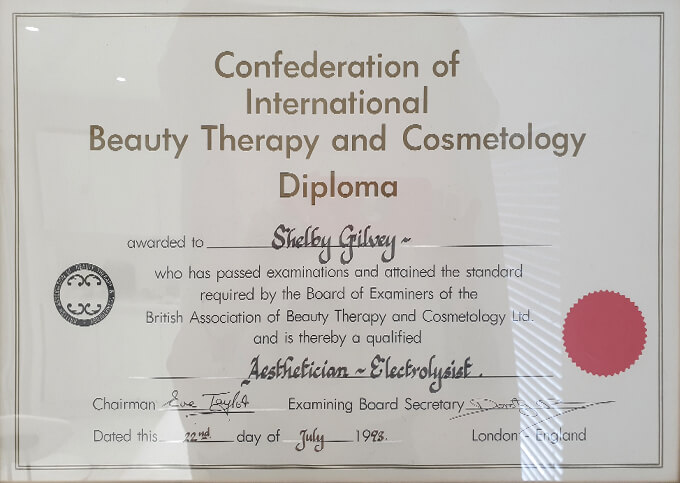 Confederation of
International
Beauty Therapy and Cosmetology
Diploma
awarded to Shelby Gilvey ~
who has passed examinations and attained the standard
required by the Board of Examiners of the
British Association of Beauty Therapy and Cosmetology Ltd.
and is thereby a qualified
Aesthetician ~ Electrolysist.
Chairman Eve Taylor Examining Board Secretary
Dated this 22nd day of July 1993.
London - England